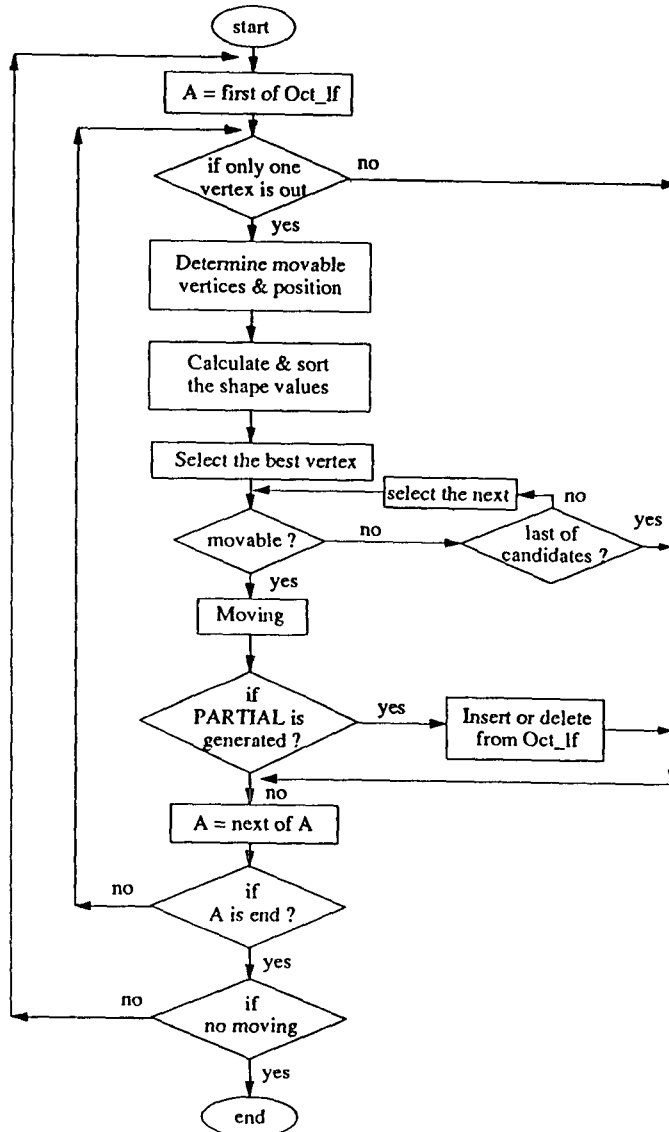 start
A = first of Oct_lf
if only one
vertex is out
no
yes
Determine movable
vertices & position
Calculate & sort
the shape values
Select the best vertex
select the next
no
movable ?
no
last of
candidates ?
yes
yes
Moving
if
PARTIAL is
generated ?
yes
Insert or delete
from Oct_lf
no
A = next of A
if
A is end ?
no
yes
if
no moving
no
yes
end